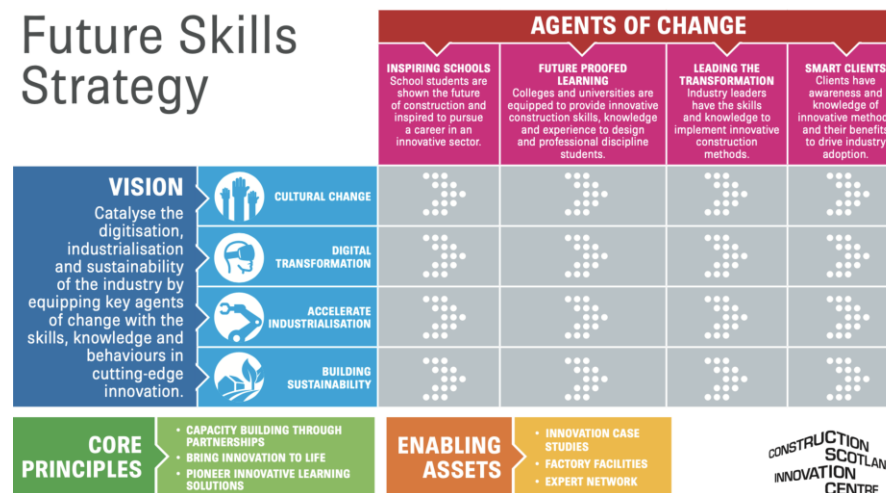 Future Skills
Strategy
AGENTS OF CHANGE
INSPIRING SCHOOLS
School students are
shown the future
of construction and
inspired to pursue
a career in an
innovative sector.
FUTURE PROOFED
LEARNING
Colleges and universities are
equipped to provide innovative
construction skills, knowledge
and experience to design
and professional discipline
students.
LEADING THE
TRANSFORMATION
Industry leaders
have the skills
and knowledge to
implement innovative
construction
methods.
SMART CLIENTS
Clients have
awareness and
knowledge of
innovative method
and their benefits
to drive industry
adoption.
VISION
Catalyse the
digitisation,
industrialisation
and sustainability
of the industry by
equipping key agents
of change with the
skills, knowledge and
behaviours in
cutting-edge
innovation.
CULTURAL CHANGE
DIGITAL
TRANSFORMATION
ACCELERATE
INDUSTRIALISATION
BUILDING
SUSTAINABILITY
CORE
PRINCIPLES
• CAPACITY BUILDING THROUGH
PARTNERSHIPS
• BRING INNOVATION TO LIFE
• PIONEER INNOVATIVE LEARNING
SOLUTIONS
ENABLING
ASSETS
• INNOVATION CASE
STUDIES
• FACTORY FACILITIES
• EXPERT NETWORK
CONSTRUCTION
SCOTLAN
INNOVATION
CENTRE